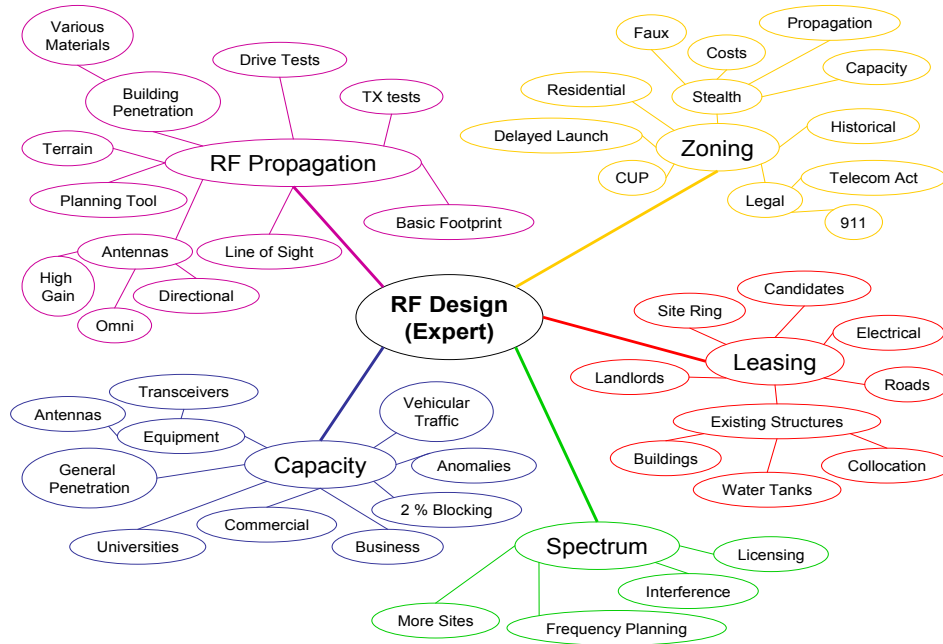 Various
Materials
Building
Penetration
Drive Tests
TX tests
Terrain
RF Propagation
Planning Tool
Basic Footprint
Antennas
Line of Sight
High
Gain
Directional
Omni
Faux
Costs
Propagation
Capacity
Stealth
Residential
Delayed Launch
Zoning
Historical
CUP
Legal
Telecom Act
911
RF Design
(Expert)
Candidates
Site Ring
Electrical
Leasing
Landlords
Roads
Existing Structures
Buildings
Collocation
Water Tanks
Transceivers
Antennas
Equipment
Vehicular
Traffic
General
Penetration
Capacity
Anomalies
2 % Blocking
Commercial
Universities
Business
Spectrum
Licensing
Interference
More Sites
Frequency Planning